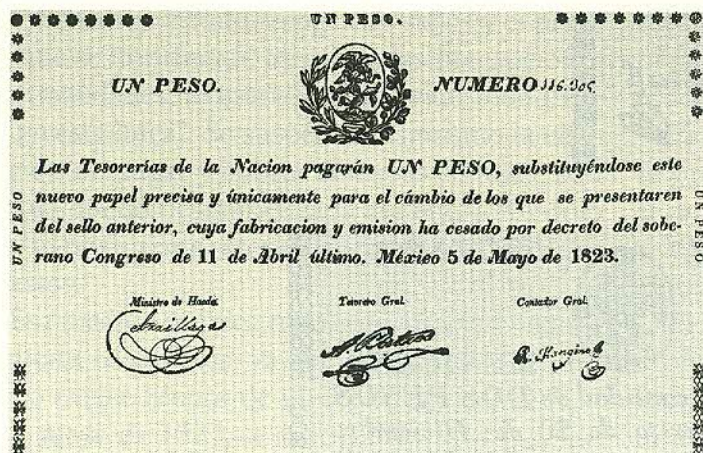 UN PESO.
UN PESO. NUMERO 116.305
Las Tesorerías de la Nacion pagarán UN PESO, substituyéndose este
nuevo papel precisa y únicamente para el cámbio de los que se presentaren
del sello anterior, cuya fabricacion y emision ha cesado por decreto del sobe-
rano Congreso de 11 de Abril último. México 5 de Mayo de 1823.
UN PESO
UN PESO
Ministro de Hacda. Tesorero Gral. Contador Gral.